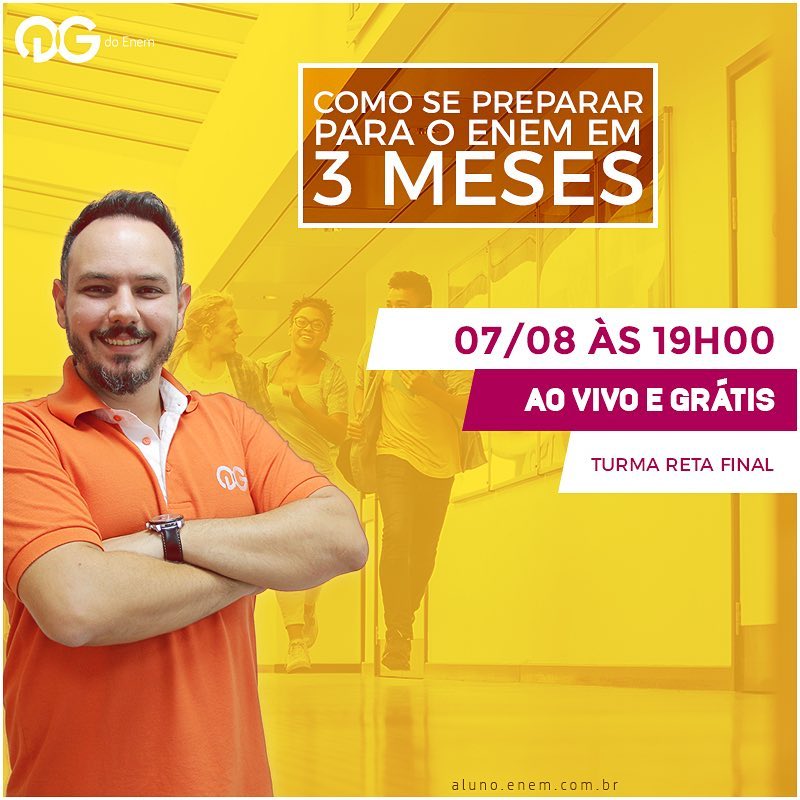 QG do Enem
COMO SE PREPARAR
PARA O ENEM EM
3 MESES
07/08 ÀS 19H00
AO VIVO E GRÁTIS
TURMA RETA FINAL
QG
aluno.enem.com.br